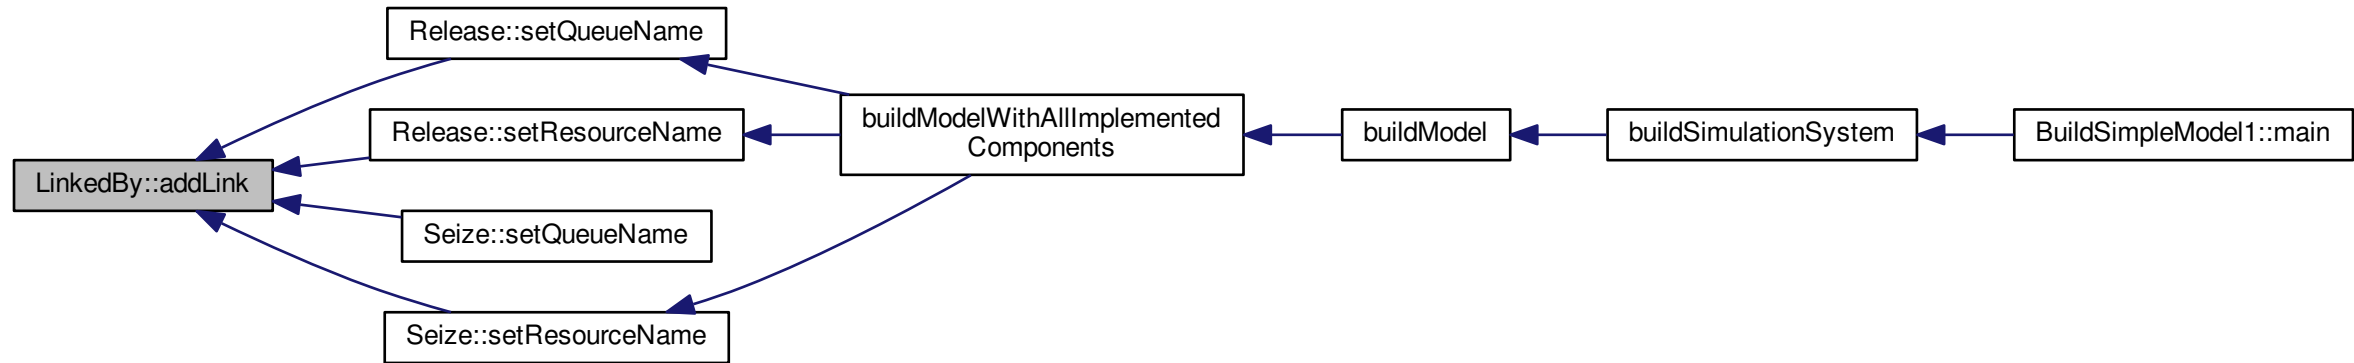 Release::setQueueName
Release::setResourceName
buildModelWithAllImplemented
Components
buildModel
buildSimulationSystem
BuildSimpleModel1::main
LinkedBy::addLink
Seize::setQueueName
Seize::setResourceName